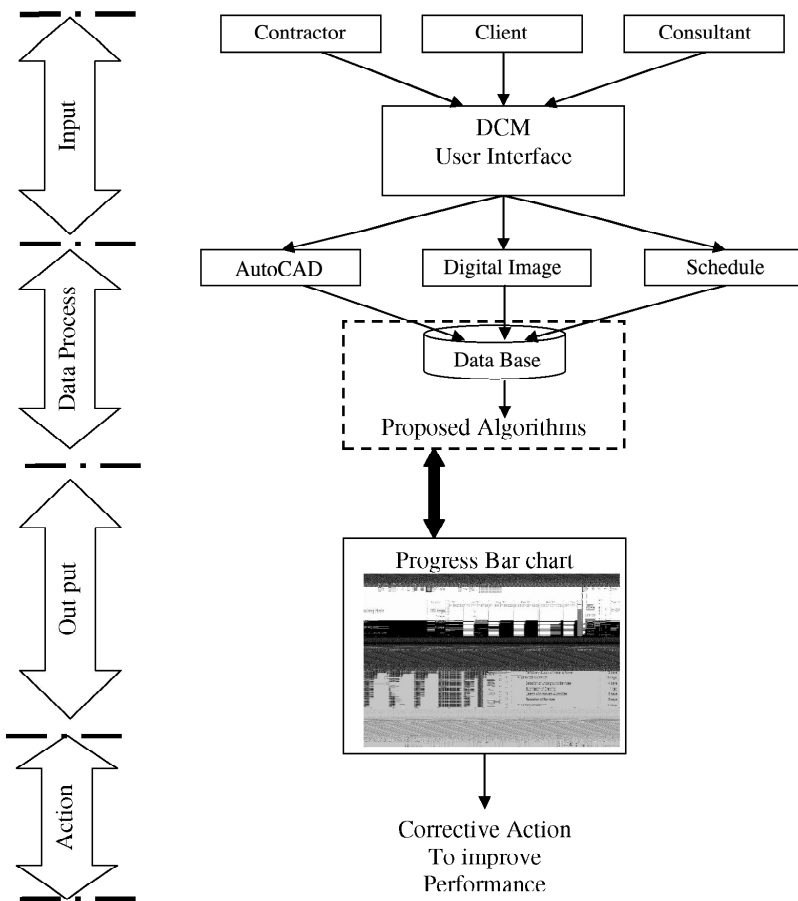 Contractor
Client
Consultant
Input
DCM
User Interface
AutoCAD
Digital Image
Schedule
Data Process
Data Base
Proposed Algorithms
Out put
Progress Bar chart
Action
Corrective Action
To improve
Performance